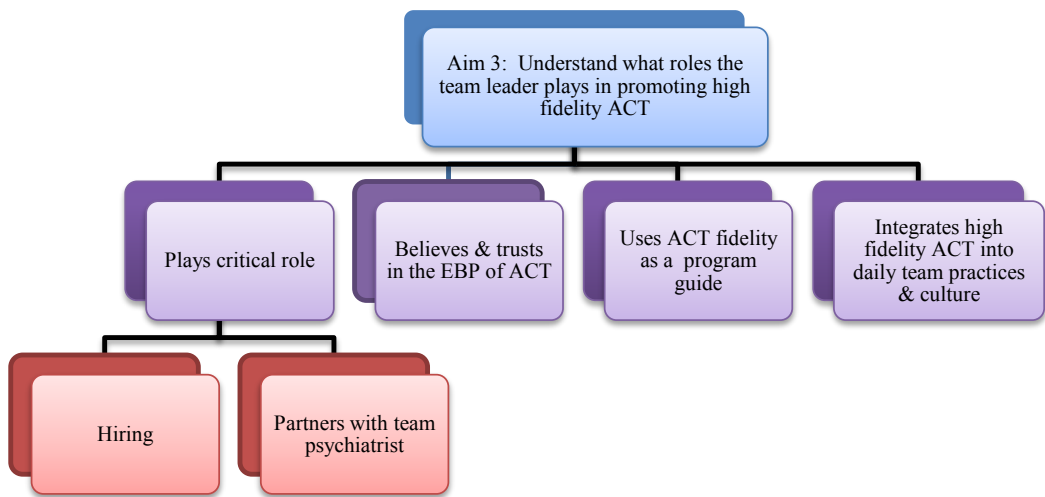 Aim 3:  Understand what roles the
team leader plays in promoting high
fidelity ACT
Plays critical role
Believes & trusts
in the EBP of ACT
Uses ACT fidelity
as a  program
guide
Integrates high
fidelity ACT into
daily team practices
& culture
Hiring
Partners with team
psychiatrist